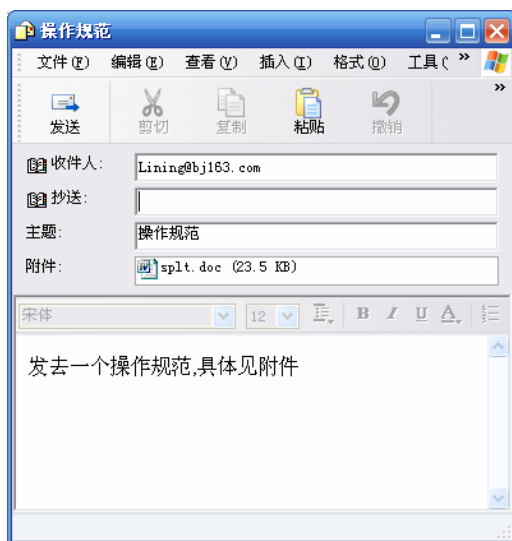 操作规范
文件(F) 编辑(E) 查看(V) 插入(I) 格式(O) 工具( »
发送 剪切 复制 粘贴 撤销 »
收件人: Lining@bj163.com
抄送:
主题: 操作规范
附件: splt.doc (23.5 KB)
宋体 12 B I U A
发去一个操作规范,具体见附件